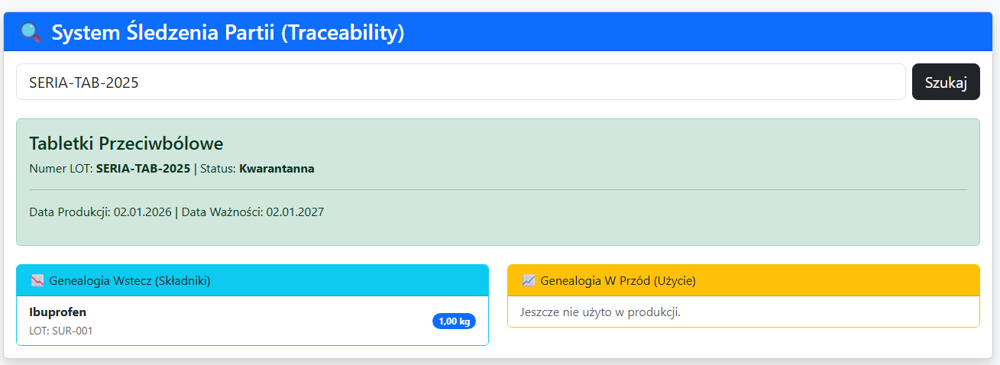 System Śledzenia Partii (Traceability)
SERIA-TAB-2025
Szukaj
Tabletki Przeciwbólowe
Numer LOT: SERIA-TAB-2025 | Status: Kwarantanna
Data Produkcji: 02.01.2026 | Data Ważności: 02.01.2027
Genealogia Wstecz (Składniki)
Ibuprofen
LOT: SUR-001
1,00 kg
Genealogia W Przód (Użycie)
Jeszcze nie użyto w produkcji.